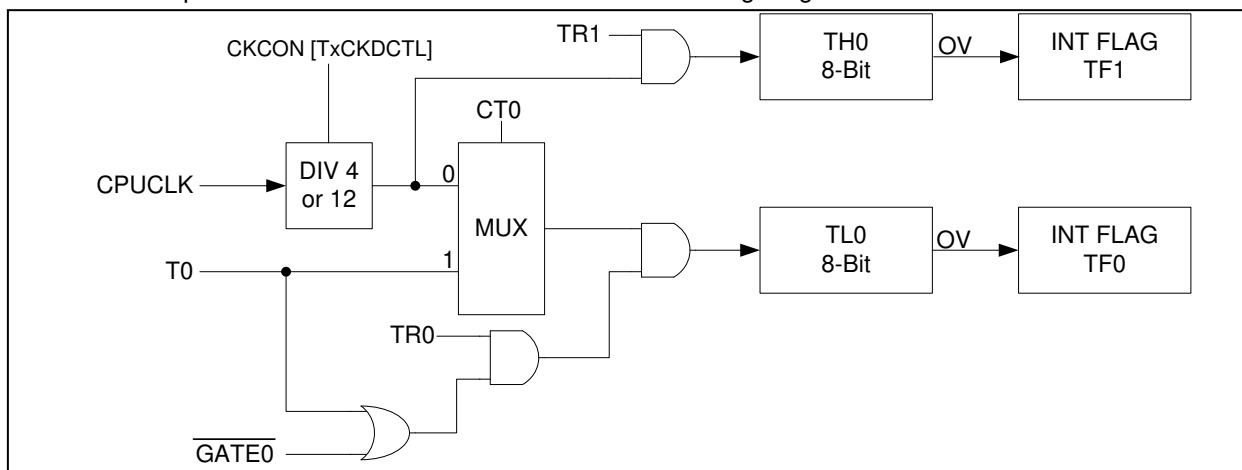 TR1
CKCON [TxCKDCTL]
TH0
8-Bit
OV
INT FLAG
TF1
CT0
CPUCLK
DIV 4
or 12
0
MUX
1
T0
TL0
8-Bit
OV
INT FLAG
TF0
TR0
GATE0